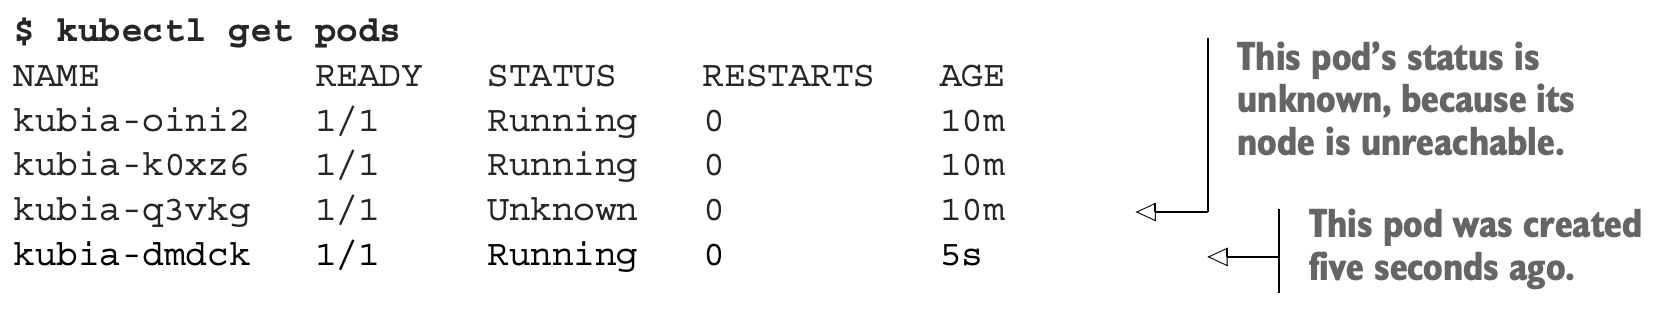 $ kubectl get pods
NAME READY STATUS RESTARTS AGE
kubia-oini2 1/1 Running 0 10m
kubia-k0xz6 1/1 Running 0 10m
kubia-q3vkg 1/1 Unknown 0 10m
kubia-dmdck 1/1 Running 0 5s
This pod’s status is
unknown, because its
node is unreachable.
This pod was created
five seconds ago.